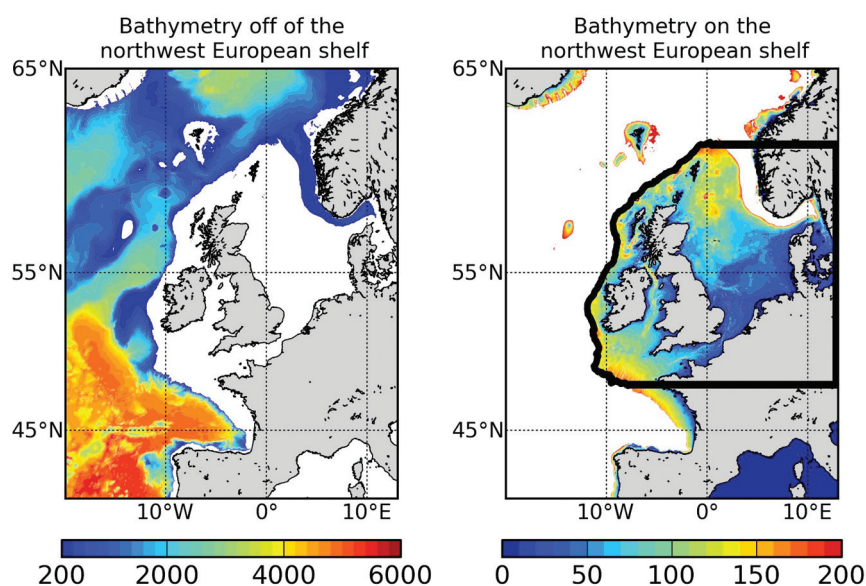 Bathymetry off of the
northwest European shelf
65°N
55°N
45°N
10°W 0° 10°E
200 2000 4000 6000
Bathymetry on the
northwest European shelf
65°N
55°N
45°N
10°W 0° 10°E
0 50 100 150 200